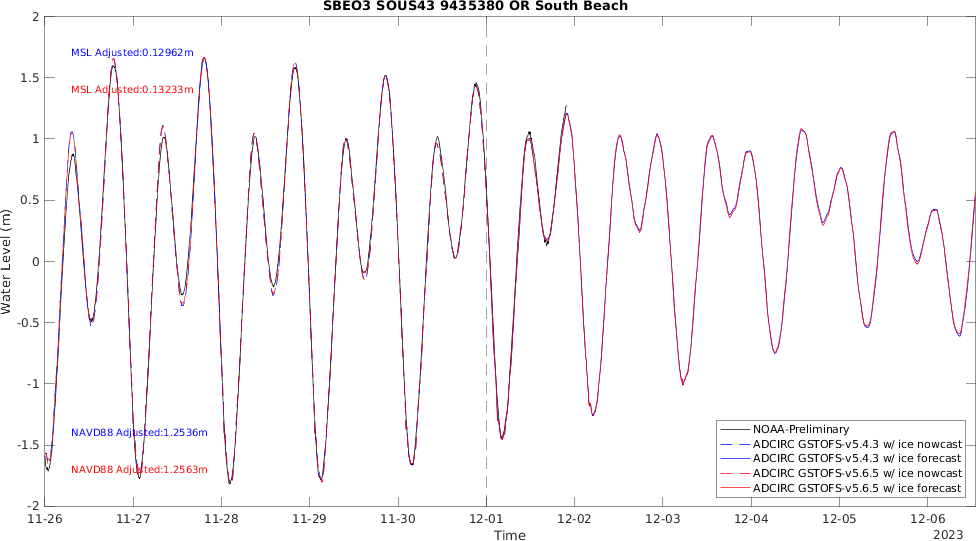 SBEO3 SOUS43 9435380 OR South Beach
2
1.5
1
0.5
0
-0.5
-1
-1.5
-2
Water Level (m)
MSL Adjusted:0.12962m
MSL Adjusted:0.13233m
NAVD88 Adjusted:1.2536m
NAVD88 Adjusted:1.2563m
NOAA-Preliminary
ADCIRC GSTOFS-v5.4.3 w/ ice nowcast
ADCIRC GSTOFS-v5.4.3 w/ ice forecast
ADCIRC GSTOFS-v5.6.5 w/ ice nowcast
ADCIRC GSTOFS-v5.6.5 w/ ice forecast
11-26 11-27 11-28 11-29 11-30 12-01 12-02 12-03 12-04 12-05 12-06
Time
2023